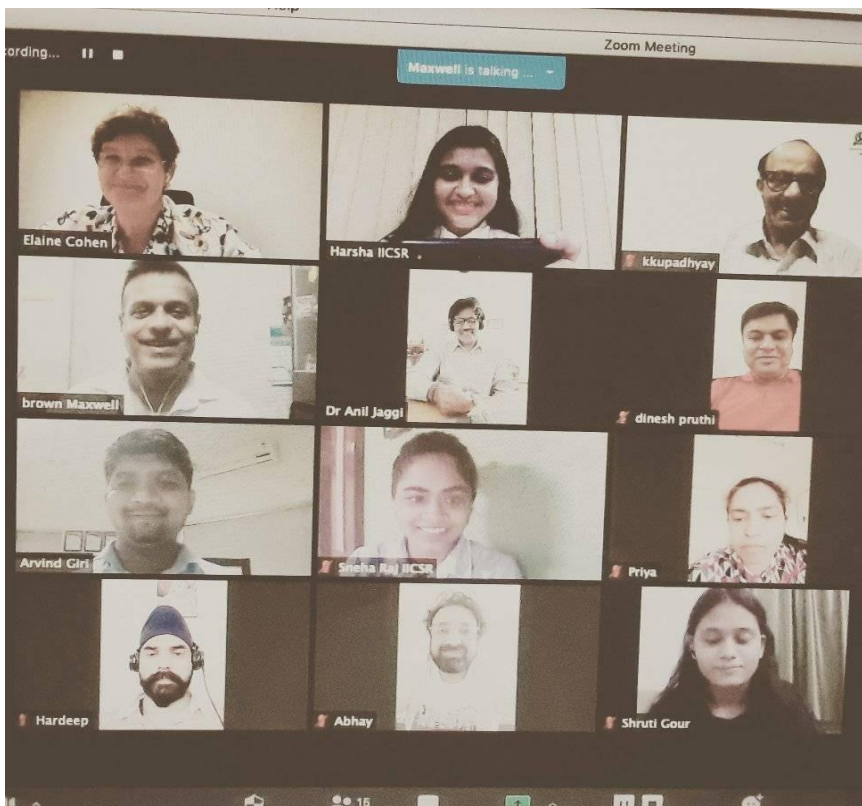 Help
Zoom Meeting
cording...
Maxwell is talking ...
Elaine Cohen
Harsha IICSR
kkupadhyay
brown Maxwell
Dr Anil Jaggi
dinesh pruthi
Arvind Giri
Sneha Raj IICSR
Priya
Hardeep
Abhay
Shruti Gour
15